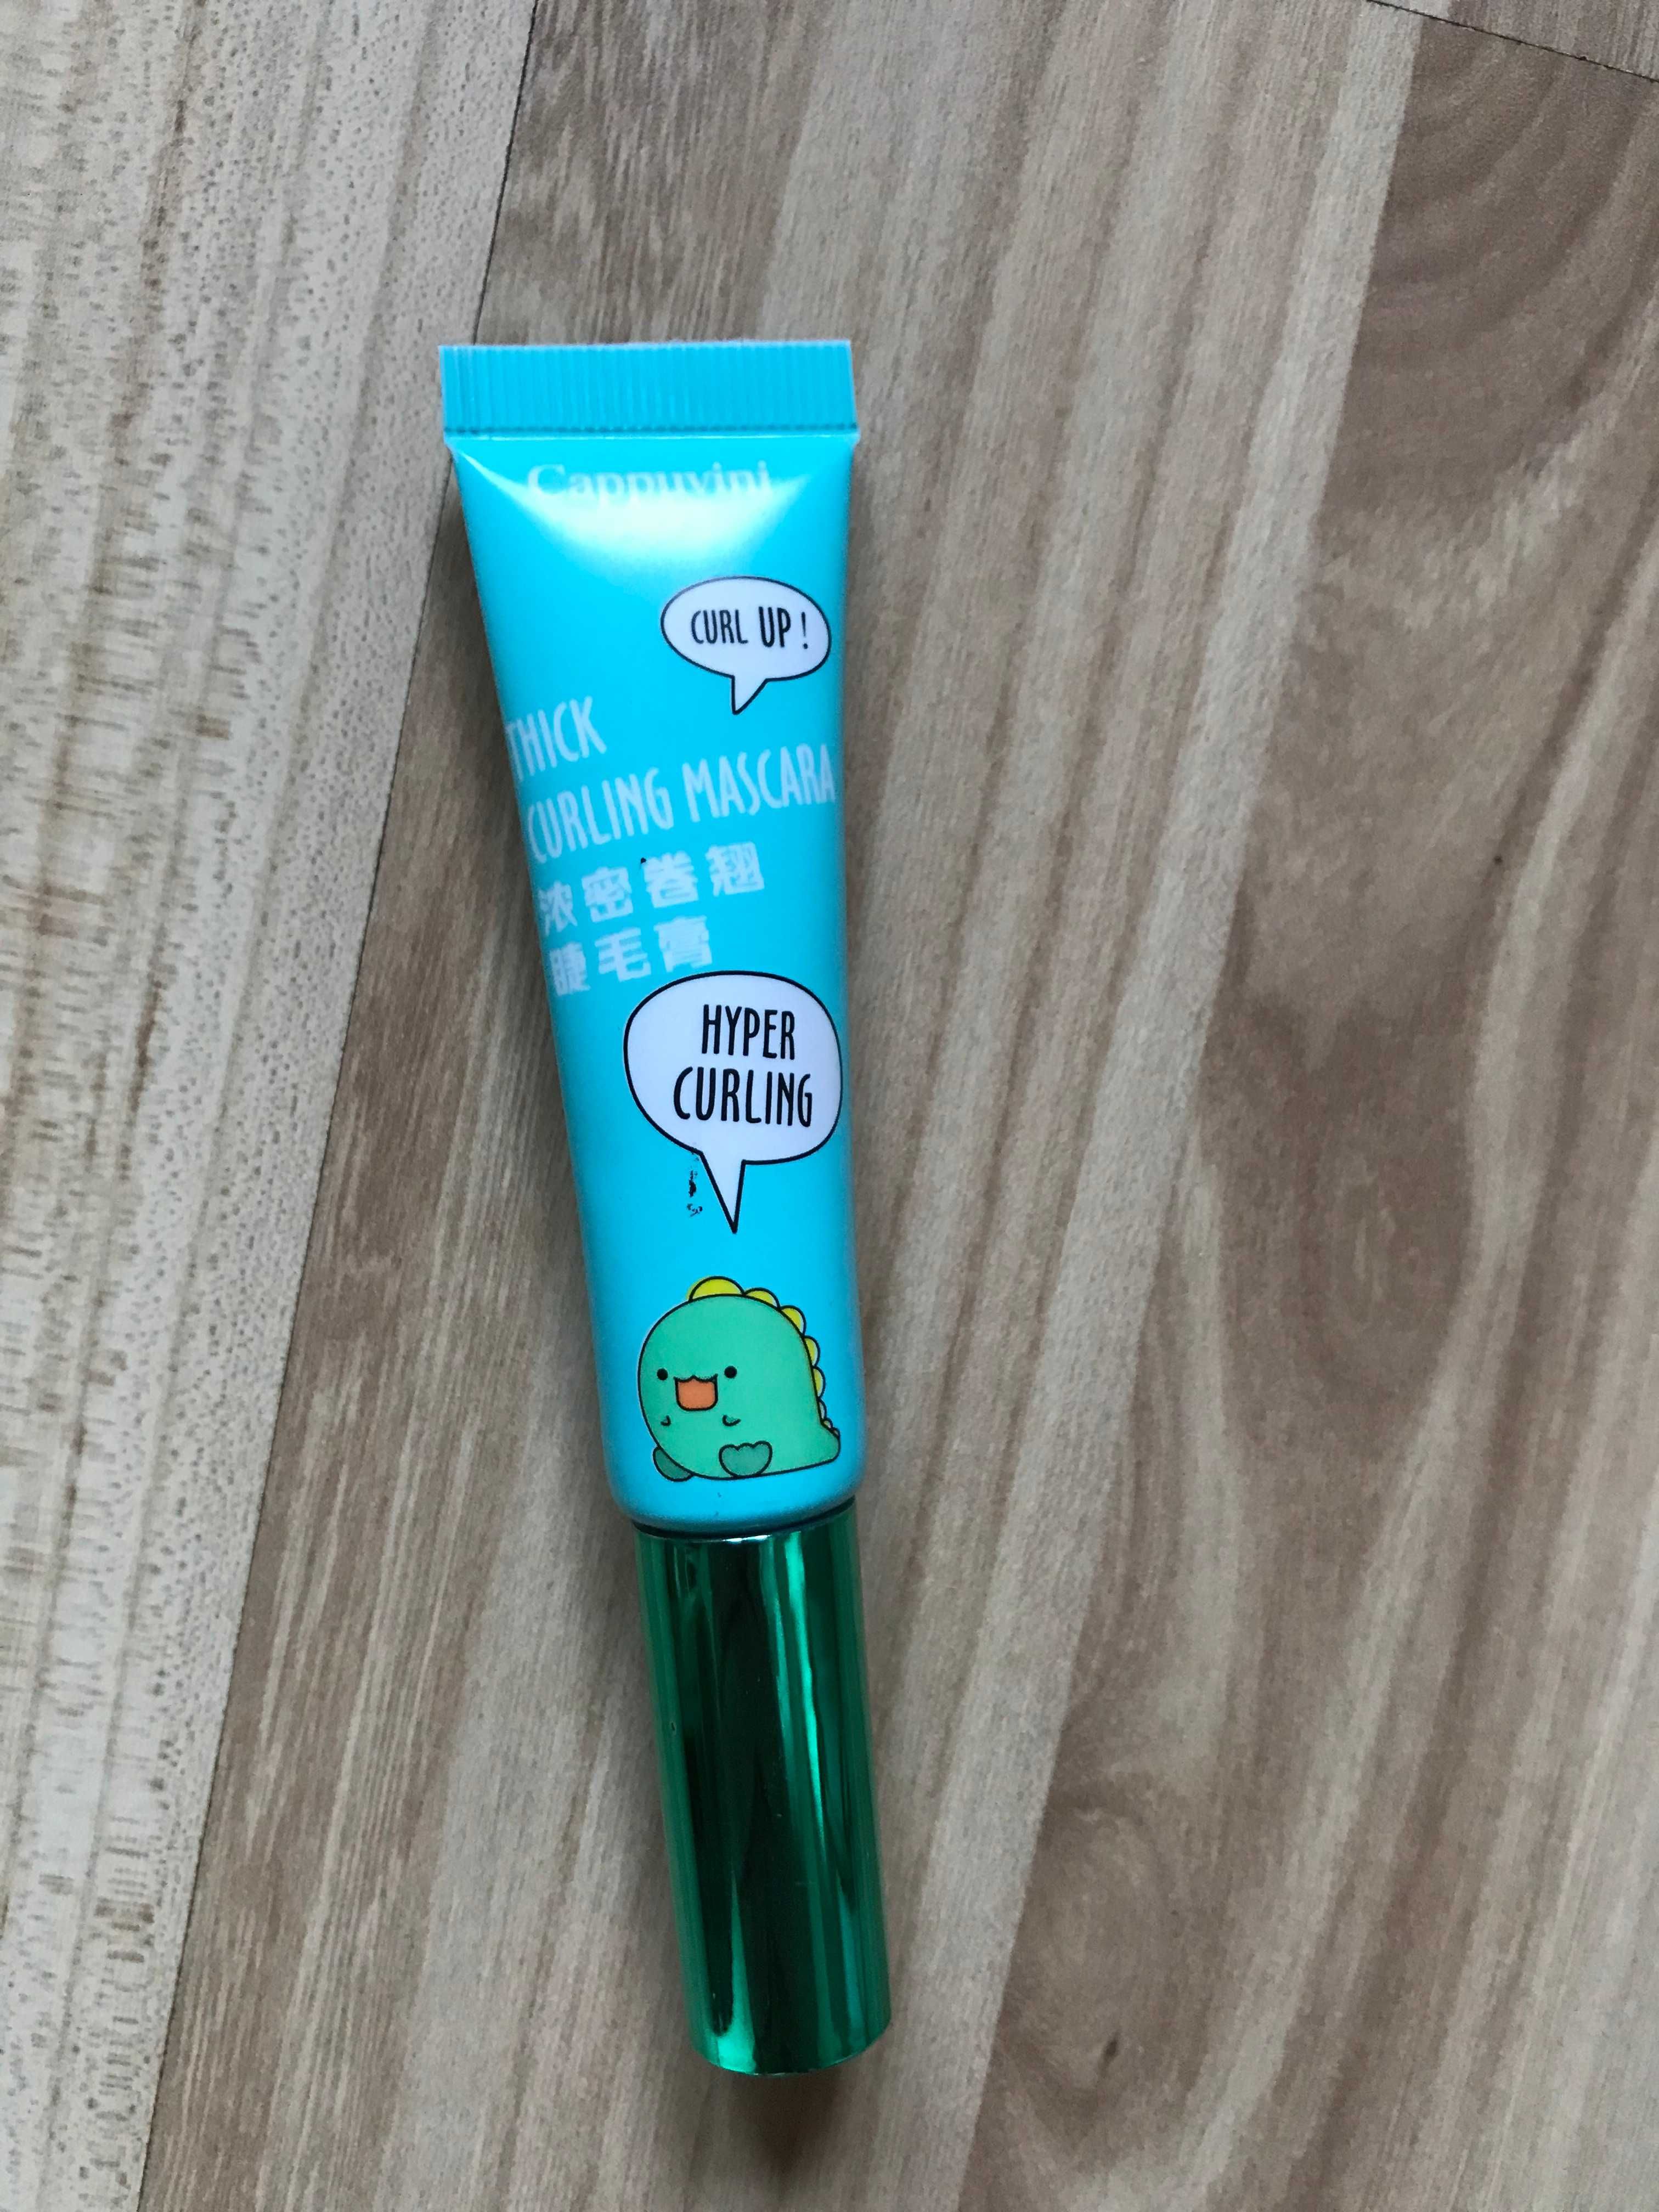 Cappuvini
CURL UP !
THICK
CURLING MASCARA
浓密卷翘
睫毛膏
HYPER
CURLING